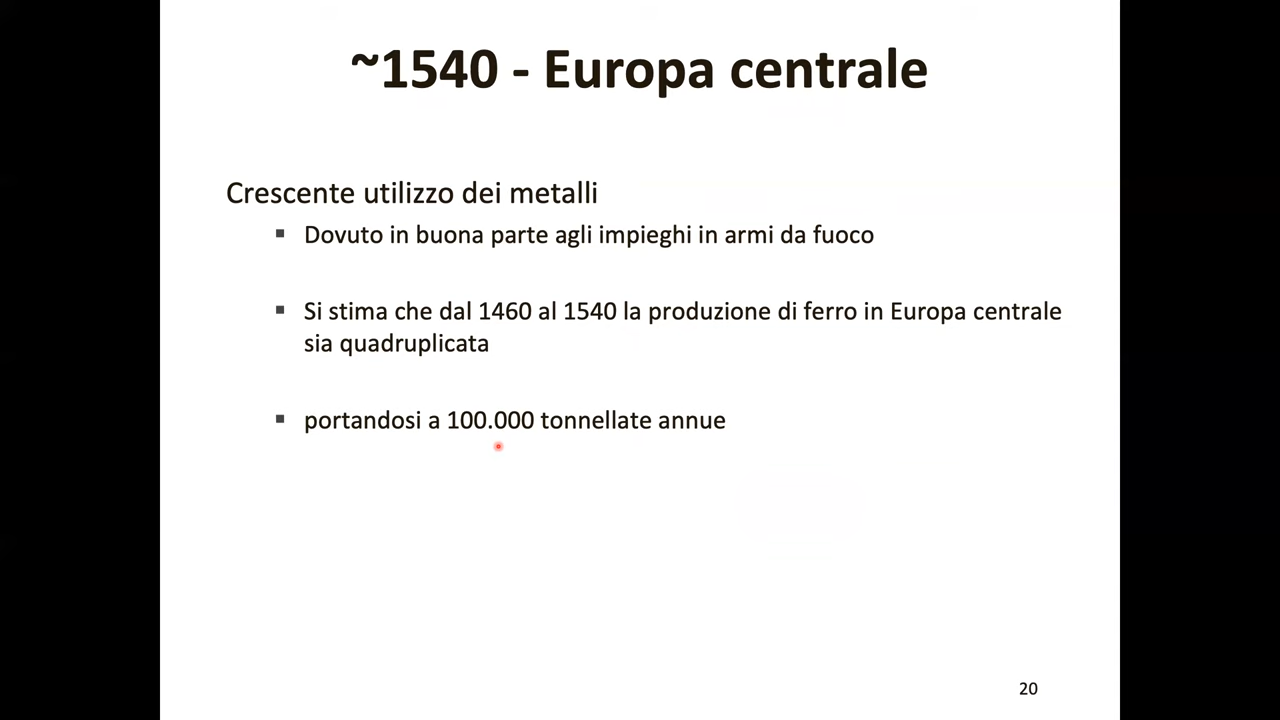 ~1540 - Europa centrale
Crescente utilizzo dei metalli
▪ Dovuto in buona parte agli impieghi in armi da fuoco
▪ Si stima che dal 1460 al 1540 la produzione di ferro in Europa centrale
sia quadruplicata
▪ portandosi a 100.000 tonnellate annue
20